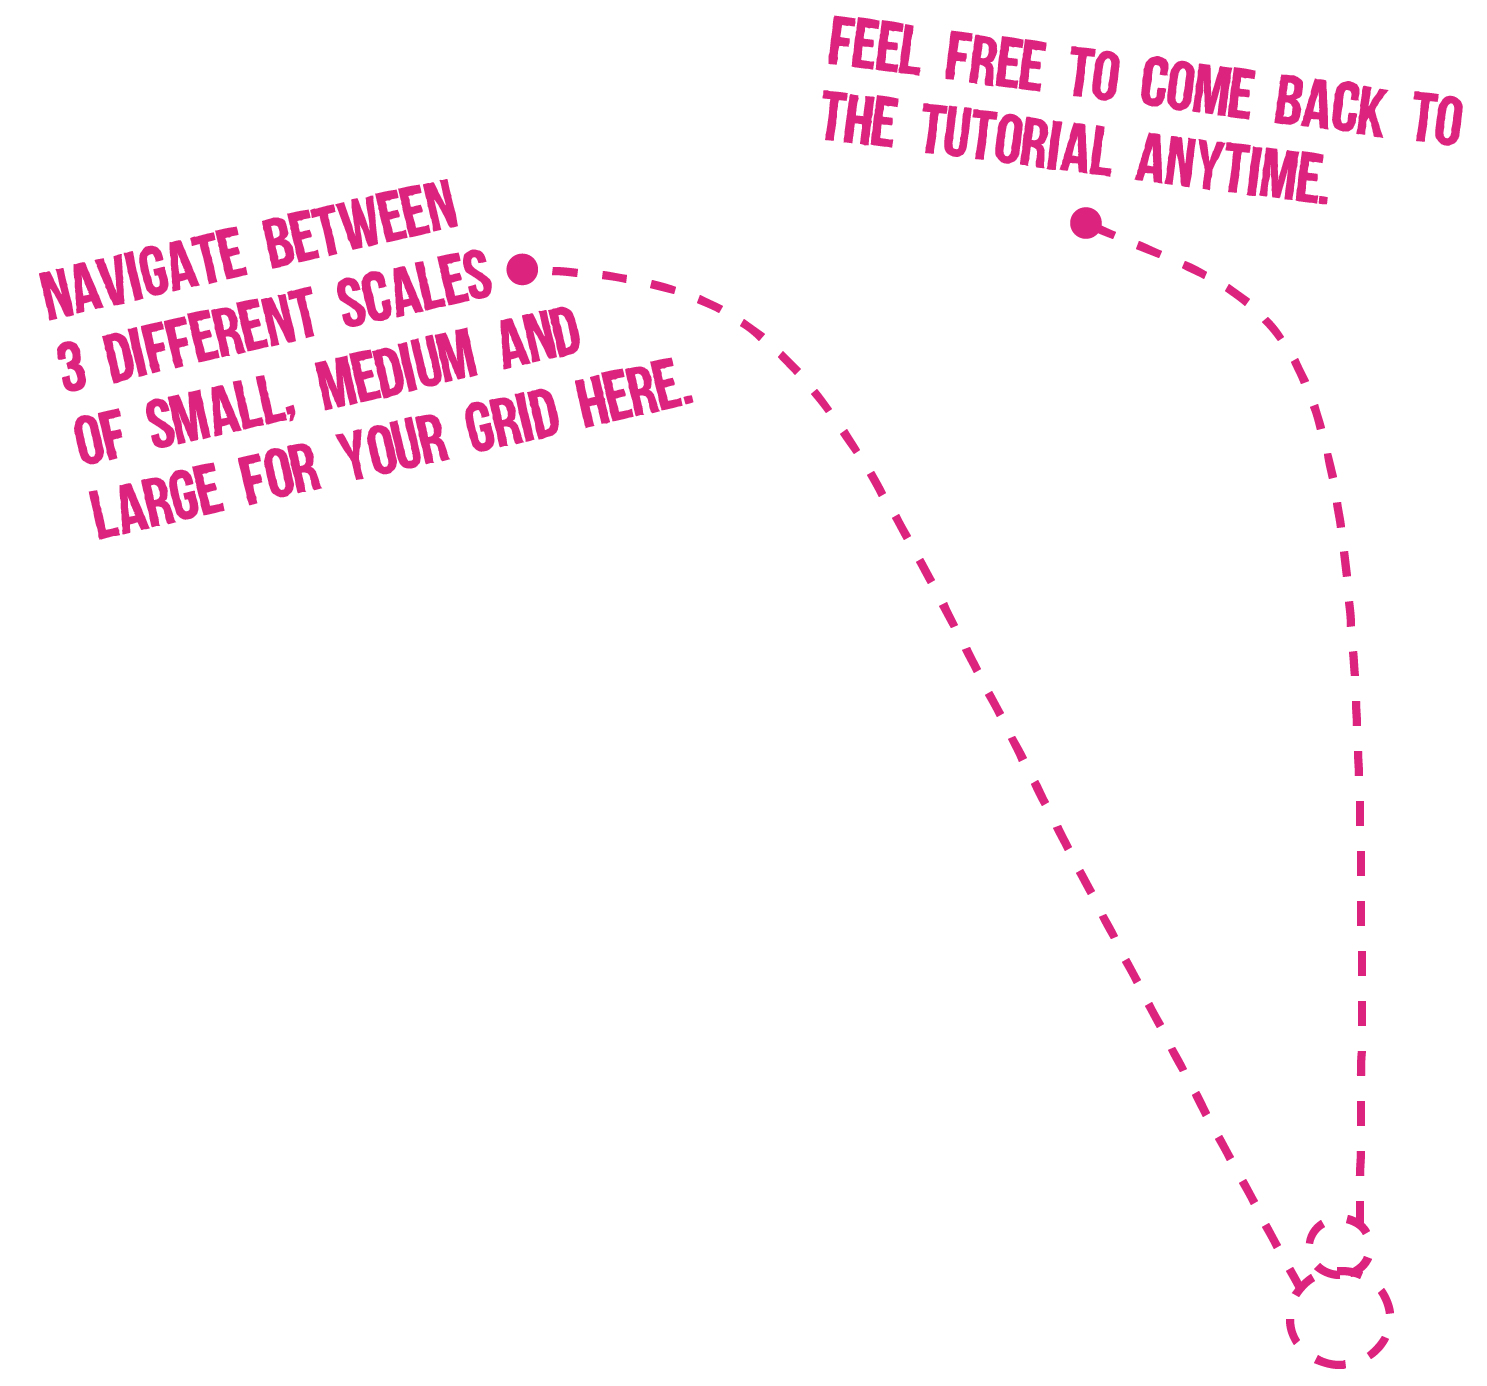 FEEL FREE TO COME BACK TO
THE TUTORIAL ANYTIME.
NAVIGATE BETWEEN
3 DIFFERENT SCALES
OF SMALL, MEDIUM AND
LARGE FOR YOUR GRID HERE.